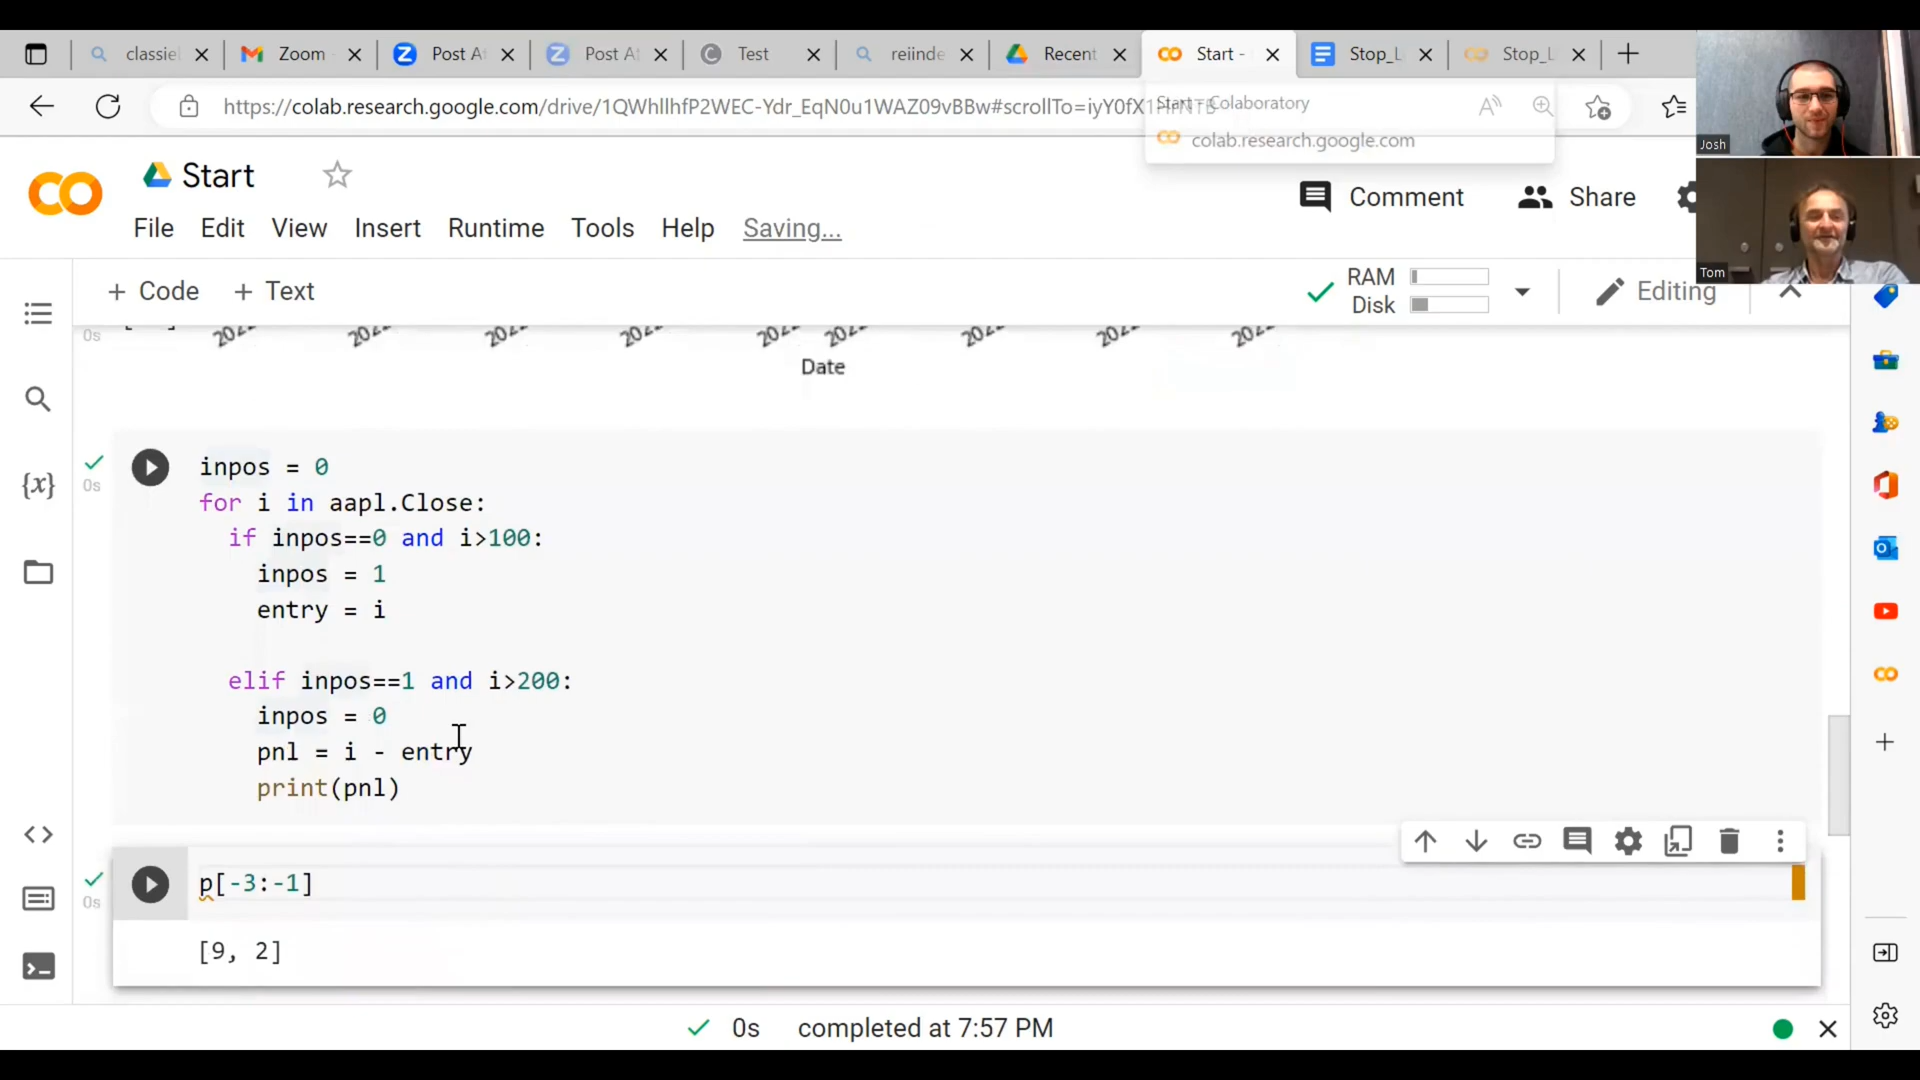 classie
Zoom
Post A
Post A
Test
reiinde
Recent
Start -
Stop_L
Stop_L
https://colab.research.google.com/drive/1QWhllhfP2WEC-Ydr_EqN0u1WAZ09vBBw#scrollTo=iyY0fX
Start - Colaboratory
colab.research.google.com
Josh
Tom
Start
Comment
Share
File Edit View Insert Runtime Tools Help Saving...
+ Code + Text
RAM
Disk
Editing
0s
Date
0s
inpos = 0
for i in aapl.Close:
if inpos==0 and i>100:
inpos = 1
entry = i
elif inpos==1 and i>200:
inpos = 0
pnl = i - entry
print(pnl)
0s
p[-3:-1]
[9, 2]
0s completed at 7:57 PM